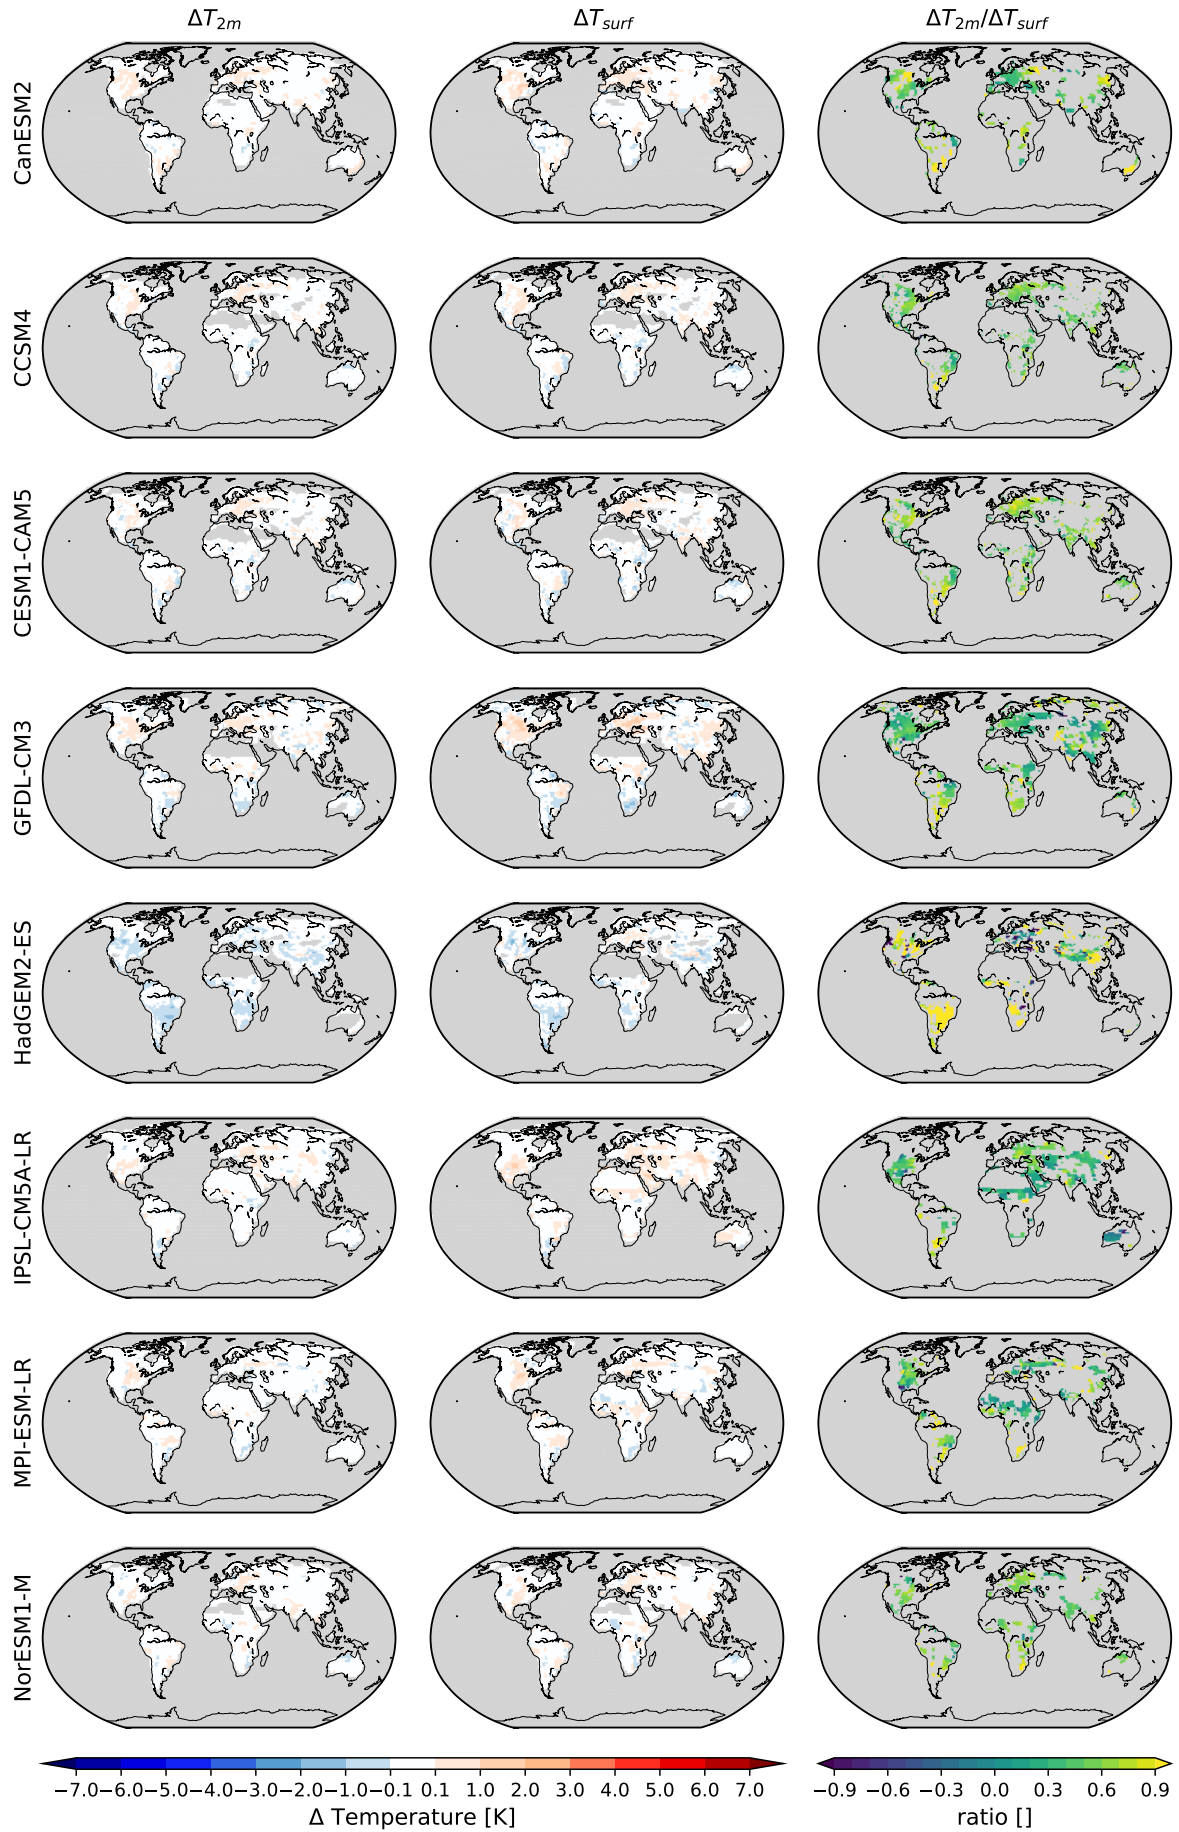 ΔT2m ΔTsurf ΔT2m/ΔTsurf
CanESM2
CCSM4
CESM1-CAM5
GFDL-CM3
HadGEM2-ES
IPSL-CM5A-LR
MPI-ESM-LR
NorESM1-M
−7.0 −6.0 −5.0 −4.0 −3.0 −2.0 −1.0 −0.1 0.1 1.0 2.0 3.0 4.0 5.0 6.0 7.0 −0.9 −0.6 −0.3 0.0 0.3 0.6 0.9
Δ Temperature [K] ratio []